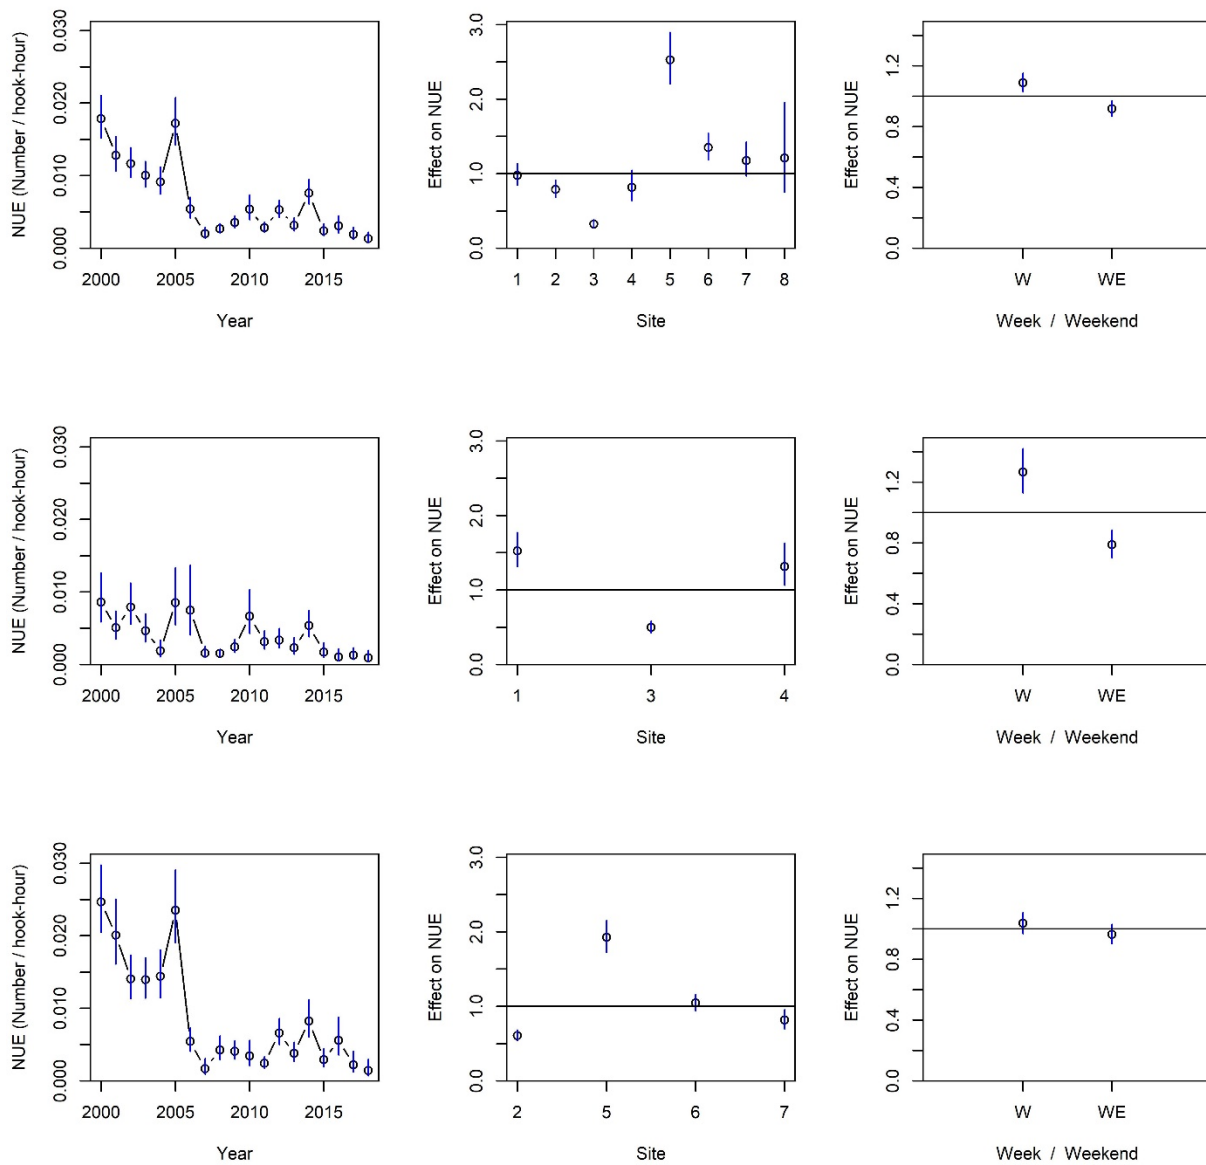 NUE (Number / hook-hour)
0.030
0.020
0.010
0.000
2000 2005 2010 2015
Year
Effect on NUE
3.0
2.0
1.0
0.0
1 2 3 4 5 6 7 8
Site
Effect on NUE
1.2
0.8
0.4
0.0
W WE
Week / Weekend
NUE (Number / hook-hour)
0.030
0.020
0.010
0.000
2000 2005 2010 2015
Year
Effect on NUE
3.0
2.0
1.0
0.0
1 3 4
Site
Effect on NUE
1.2
0.8
0.4
0.0
W WE
Week / Weekend
NUE (Number / hook-hour)
0.030
0.020
0.010
0.000
2000 2005 2010 2015
Year
Effect on NUE
3.0
2.0
1.0
0.0
2 5 6 7
Site
Effect on NUE
1.2
0.8
0.4
0.0
W WE
Week / Weekend